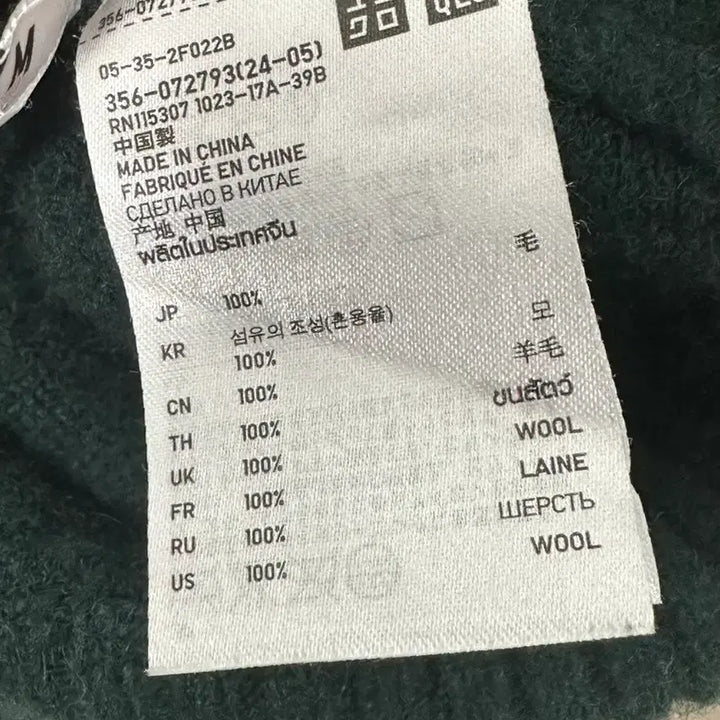 M
05-35-2F022B
356-072793(24-05)
RN115307 1023-17A-39B
中国製
MADE IN CHINA
FABRIQUÉ EN CHINE
СДЕЛАНО В КИТАЕ
产地 中国
ผลิตในประเทศจีน
JP 100% 毛
KR 섬유의 조성(혼용율)
100% 모
CN 100% 羊毛
TH 100% ขนสัตว์
UK 100% WOOL
FR 100% LAINE
RU 100% ШЕРСТЬ
US 100% WOOL